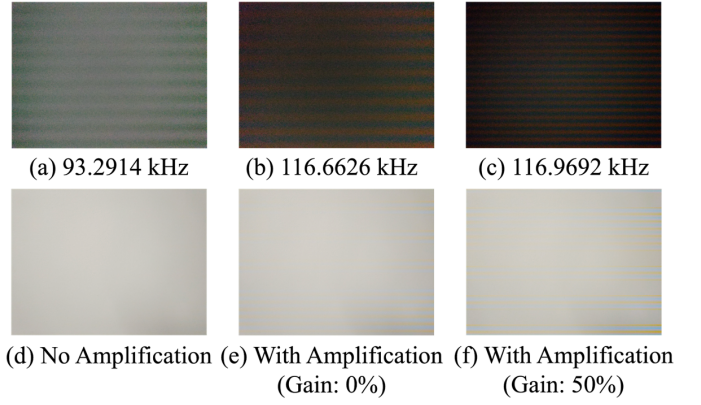 (a) 93.2914 kHz
(b) 116.6626 kHz
(c) 116.9692 kHz
(d) No Amplification
(e) With Amplification
(Gain: 0%)
(f) With Amplification
(Gain: 50%)